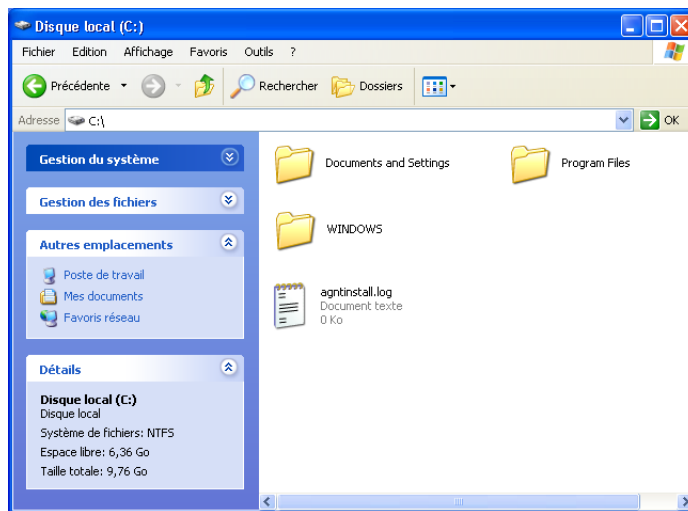 Disque local (C:)
Fichier Edition Affichage Favoris Outils ?
Précédente Rechercher Dossiers
Adresse C:\ OK
Gestion du système
Gestion des fichiers
Autres emplacements
Poste de travail
Mes documents
Favoris réseau
Détails
Disque local (C:)
Disque local
Système de fichiers: NTFS
Espace libre: 6,36 Go
Taille totale: 9,76 Go
Documents and Settings Program Files
WINDOWS
agntinstall.log
Document texte
0 Ko